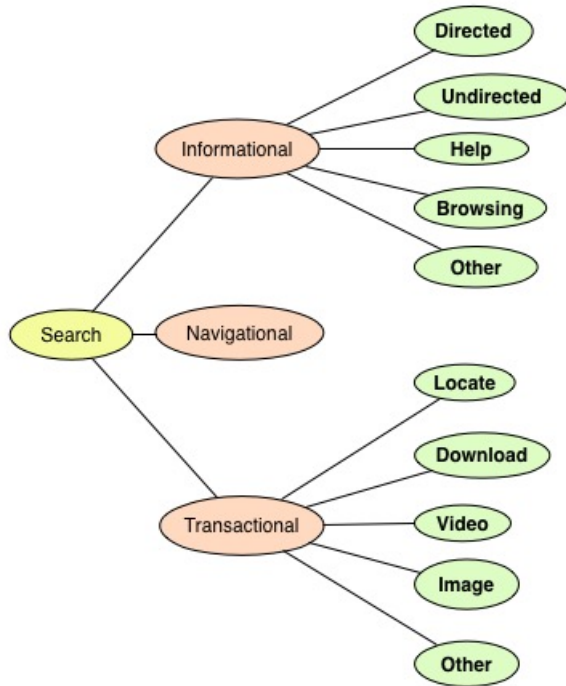 Directed
Undirected
Informational
Help
Browsing
Other
Search
Navigational
Locate
Download
Transactional
Video
Image
Other